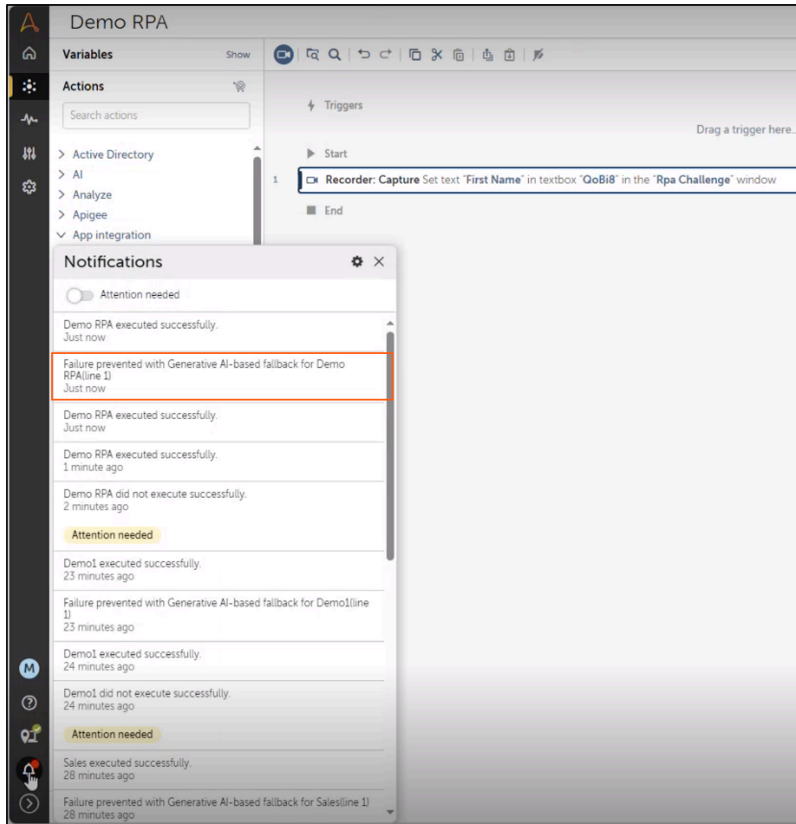 Demo RPA
Variables
Show
Actions
Search actions
Active Directory
AI
Analyze
Apigee
App integration
Triggers
Drag a trigger here...
Start
1
Recorder: Capture Set text "First Name" in textbox "QoBi8" in the "Rpa Challenge" window
End
Notifications
Attention needed
Demo RPA executed successfully.
Just now
Failure prevented with Generative AI-based fallback for Demo
RPA(line 1)
Just now
Demo RPA executed successfully.
Just now
Demo RPA executed successfully.
1 minute ago
Demo RPA did not execute successfully.
2 minutes ago
Attention needed
Demo1 executed successfully.
23 minutes ago
Failure prevented with Generative AI-based fallback for Demo1(line
1)
23 minutes ago
Demo1 executed successfully.
24 minutes ago
Demo1 did not execute successfully.
24 minutes ago
Attention needed
Sales executed successfully.
28 minutes ago
Failure prevented with Generative AI-based fallback for Sales(line 1)
28 minutes ago
M